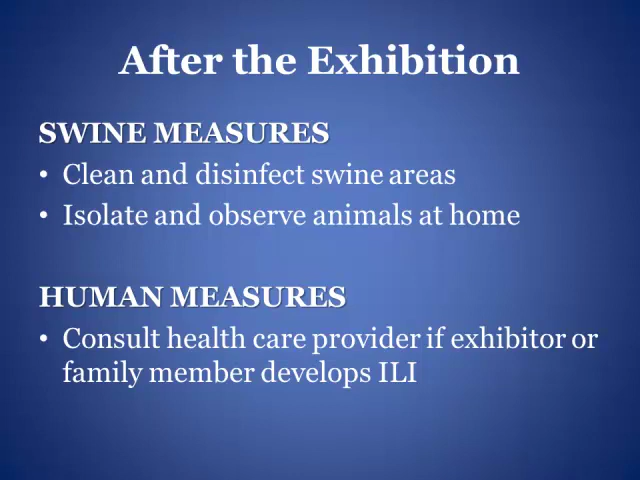 After the Exhibition
SWINE MEASURES
• Clean and disinfect swine areas
• Isolate and observe animals at home
HUMAN MEASURES
• Consult health care provider if exhibitor or
family member develops ILI